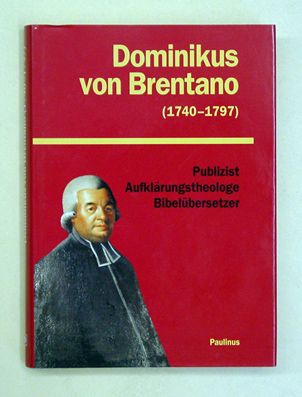 Dominikus
von Brentano
(1740–1797)
Publizist
Aufklärungstheologe
Bibelübersetzer
Paulinus